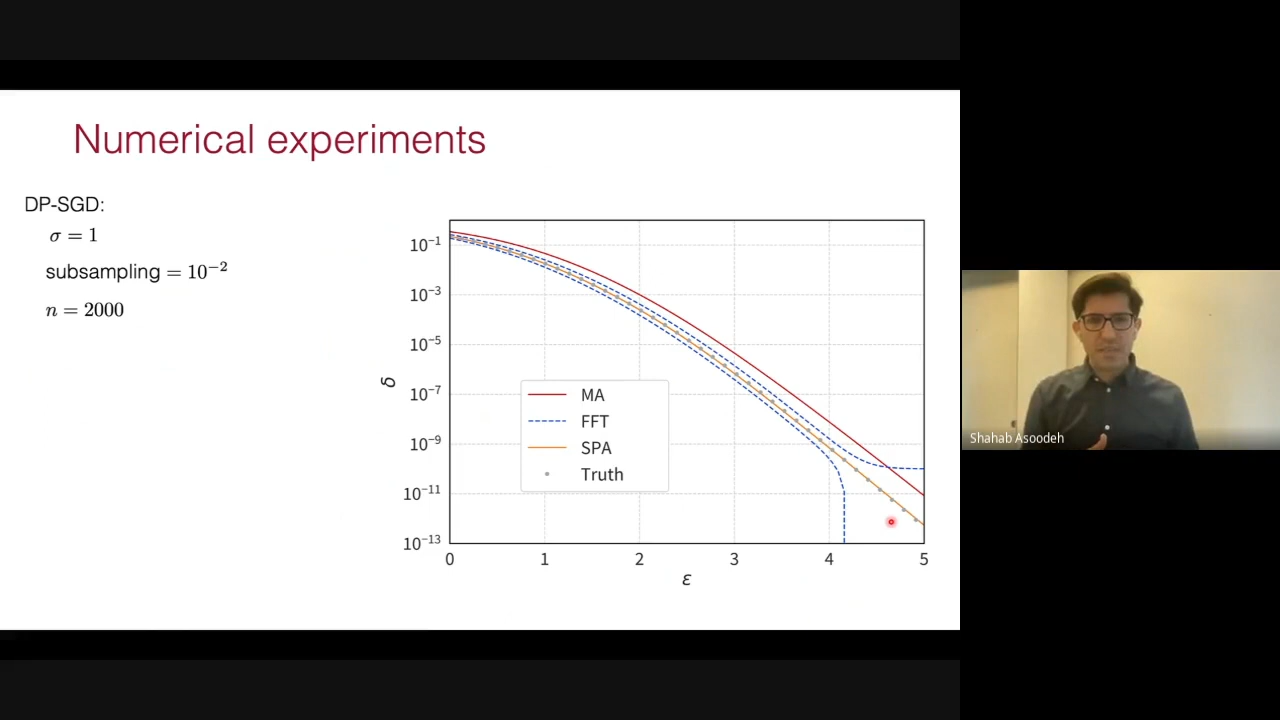 Numerical experiments
DP-SGD:
σ = 1
subsampling = 10⁻²
n = 2000
10⁻¹
10⁻³
10⁻⁵
10⁻⁷
10⁻⁹
10⁻¹¹
10⁻¹³
δ
MA
FFT
SPA
Truth
0 1 2 3 4 5
ε
Shahab Asoodeh